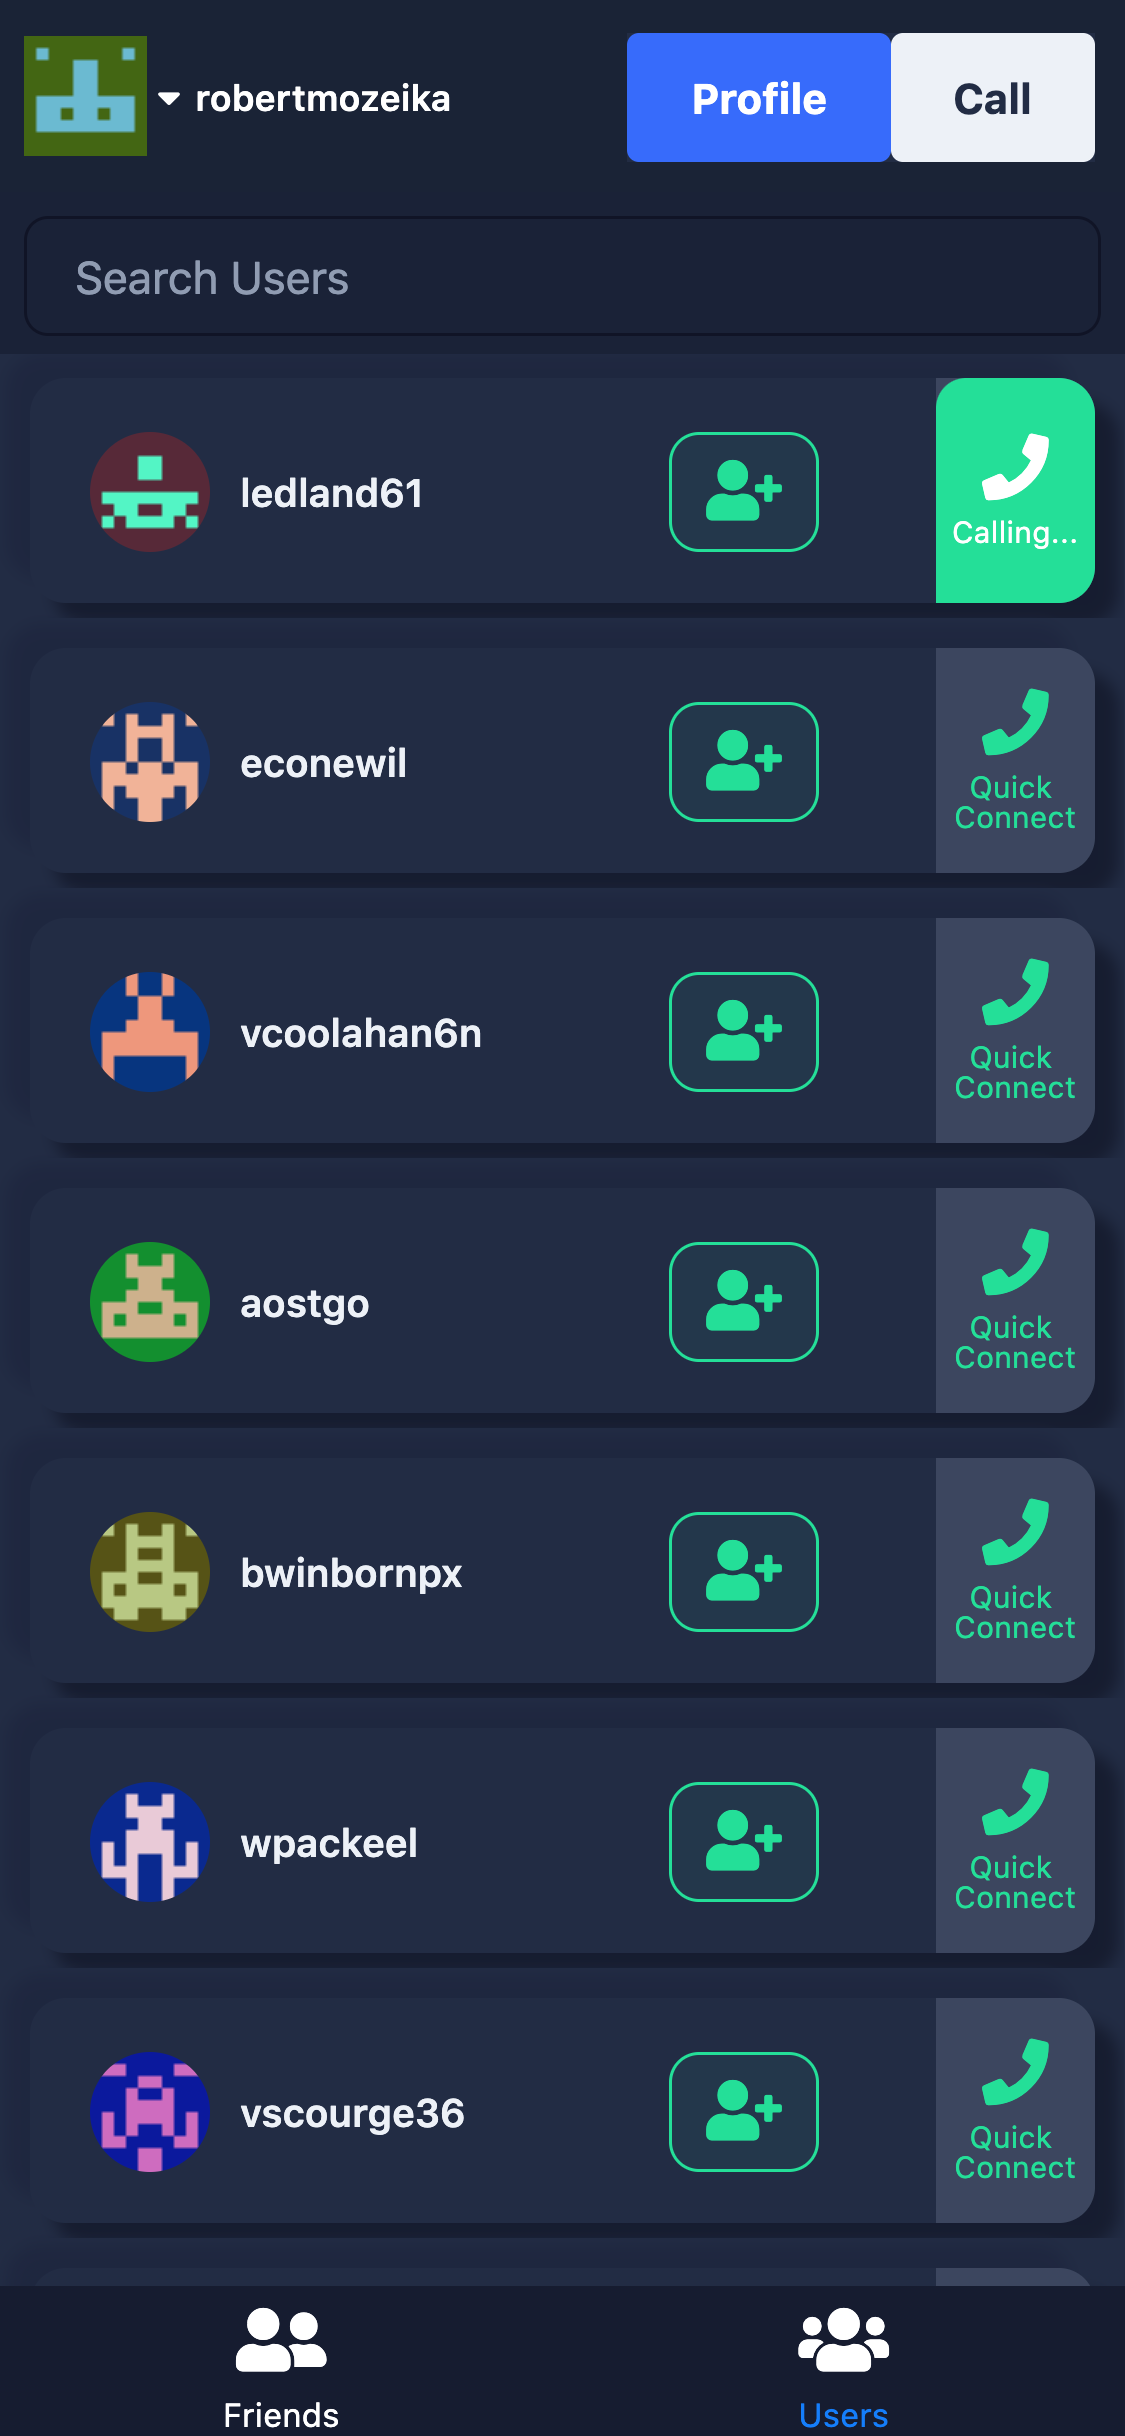 robertmozeika
Profile
Call
Search Users
ledland61
Calling...
econewil
Quick
Connect
vcoolahan6n
Quick
Connect
aostgo
Quick
Connect
bwinbornpx
Quick
Connect
wpackeel
Quick
Connect
vscourge36
Quick
Connect
Friends
Users